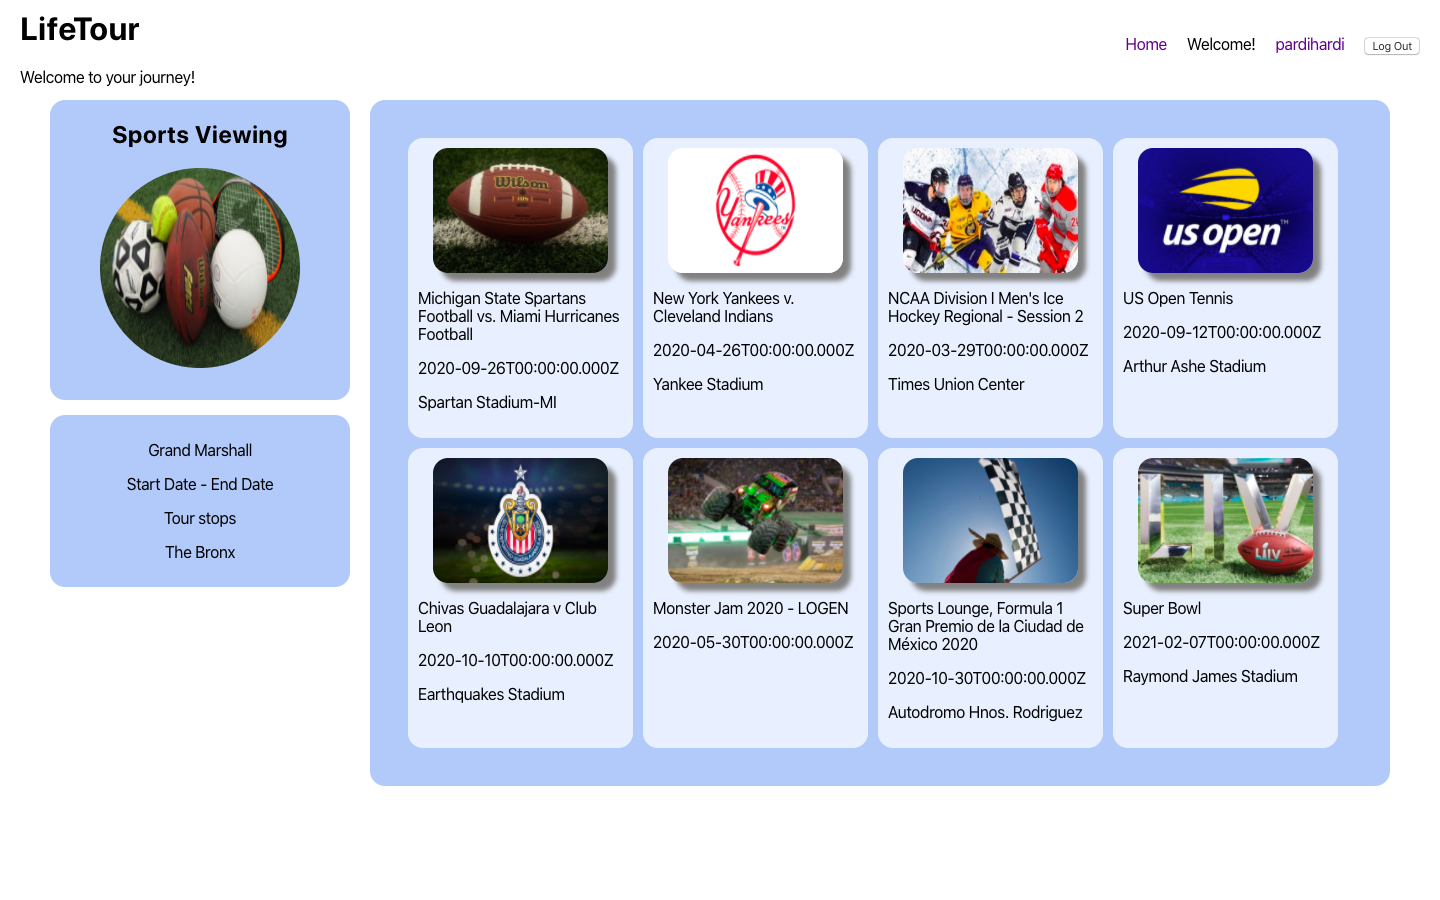 LifeTour
Home
Welcome!
pardihardi
Log Out
Welcome to your journey!
Sports Viewing
Grand Marshall
Start Date - End Date
Tour stops
The Bronx
Wilson
Michigan State Spartans
Football vs. Miami Hurricanes
Football
2020-09-26T00:00:00.000Z
Spartan Stadium-MI
Yankees
New York Yankees v.
Cleveland Indians
2020-04-26T00:00:00.000Z
Yankee Stadium
UCONN
NCAA Division I Men's Ice
Hockey Regional - Session 2
2020-03-29T00:00:00.000Z
Times Union Center
us open™
US Open Tennis
2020-09-12T00:00:00.000Z
Arthur Ashe Stadium
Chivas Guadalajara v Club
Leon
2020-10-10T00:00:00.000Z
Earthquakes Stadium
Monster Jam 2020 - LOGEN
2020-05-30T00:00:00.000Z
Sports Lounge, Formula 1
Gran Premio de la Ciudad de
México 2020
2020-10-30T00:00:00.000Z
Autodromo Hnos. Rodriguez
LIV
LIIV
Super Bowl
2021-02-07T00:00:00.000Z
Raymond James Stadium